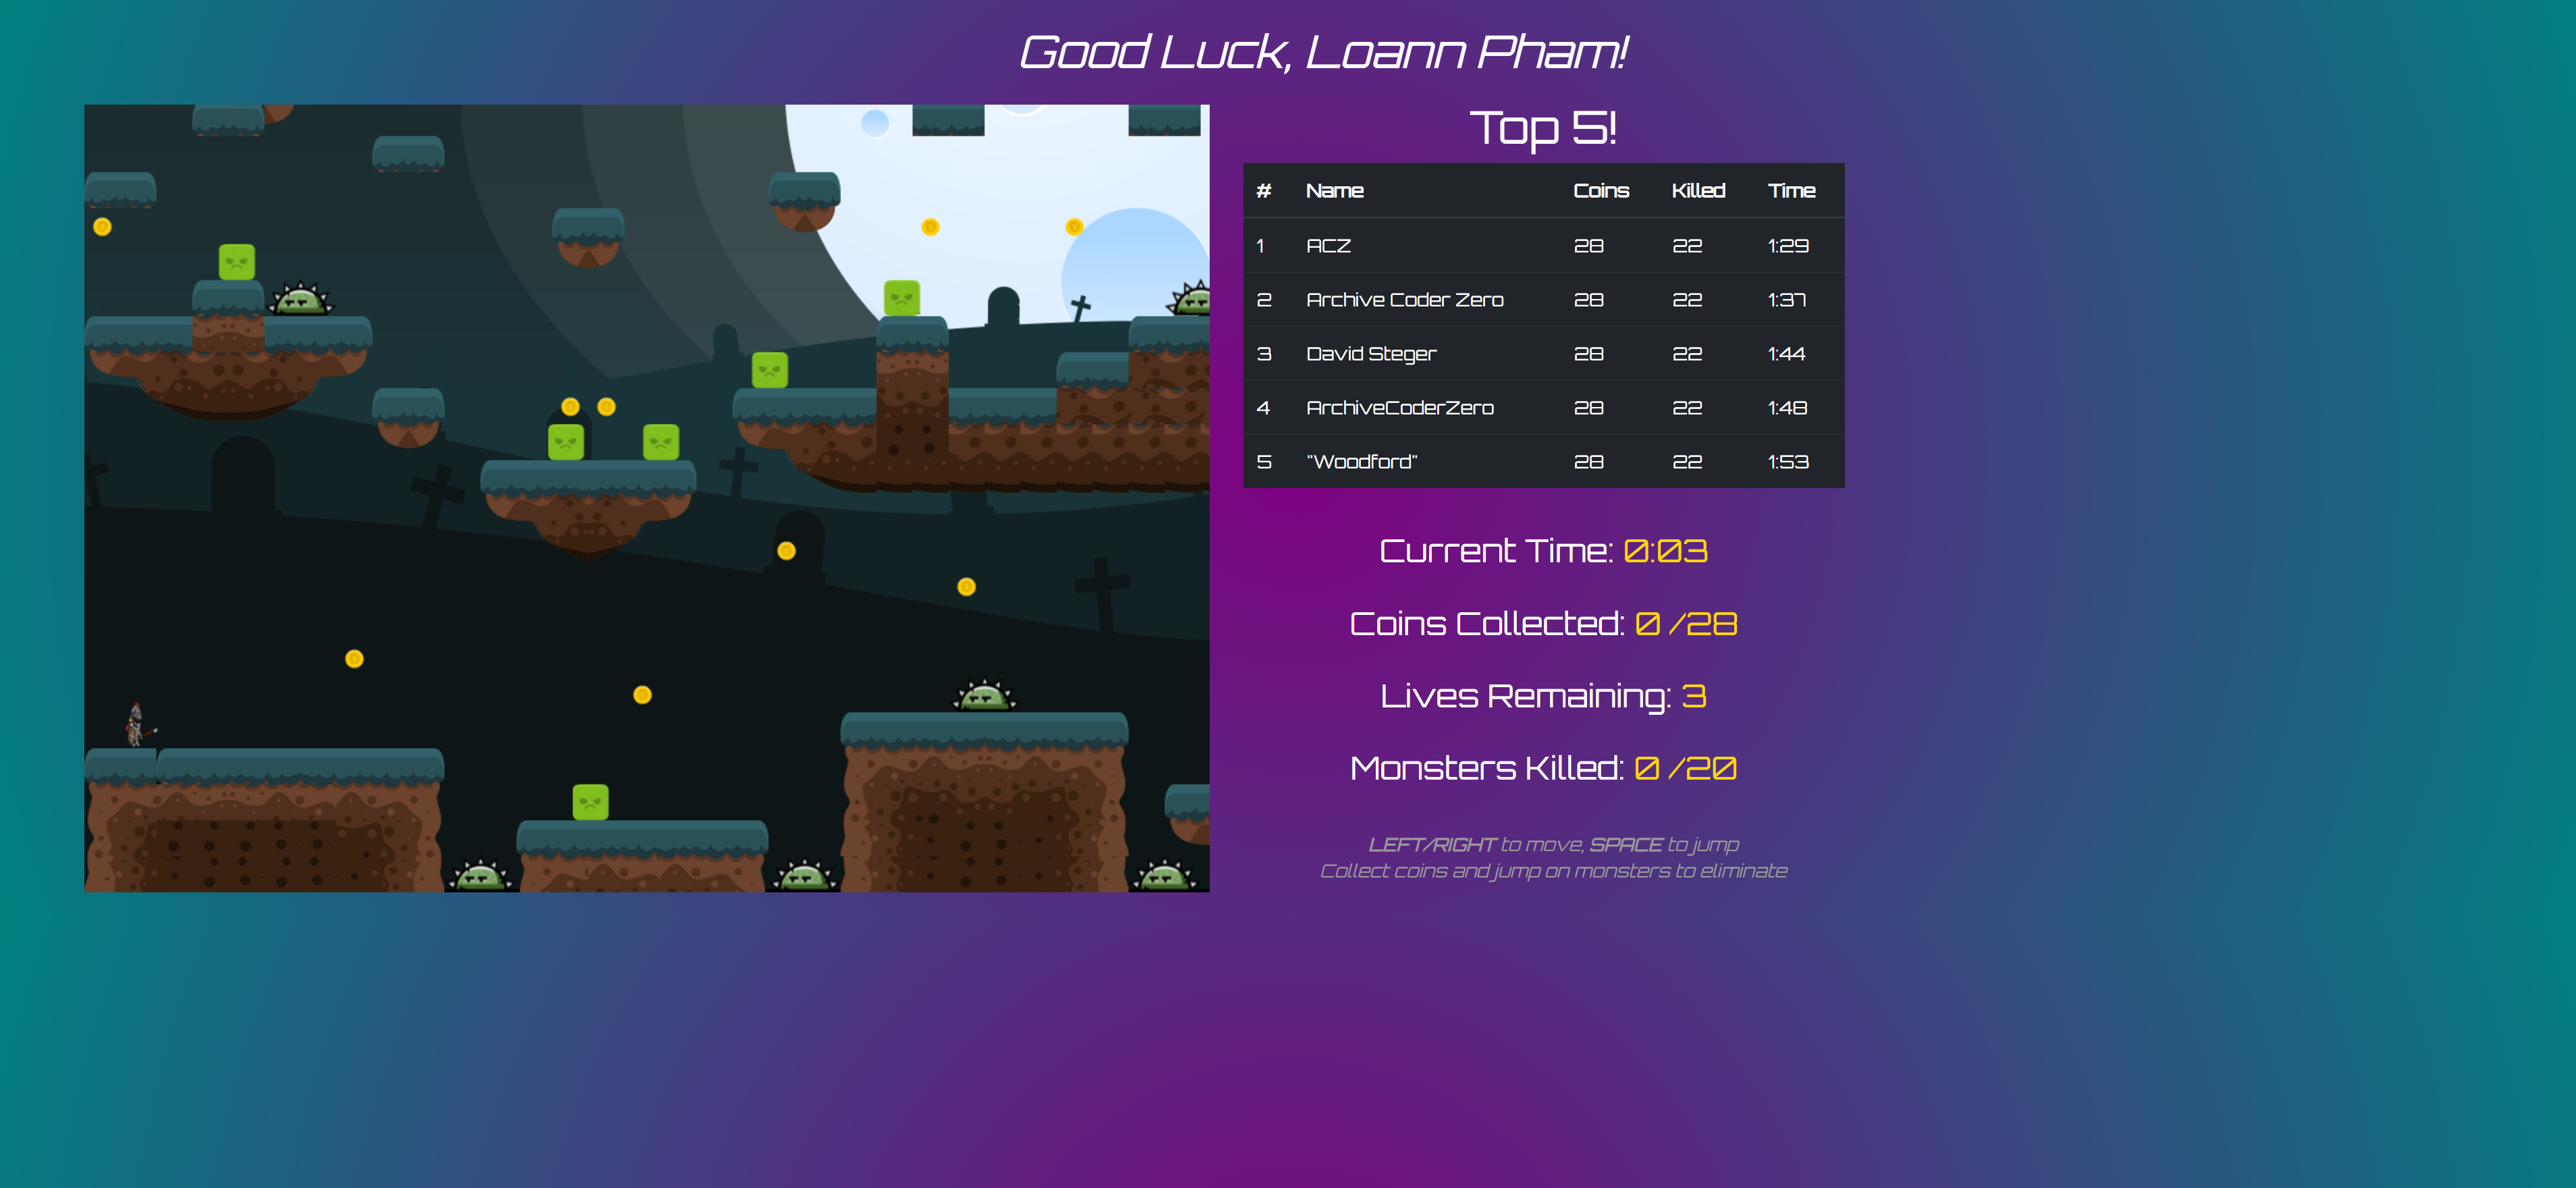 Good Luck, Loann Pham!
Top 5!
# Name Coins Killed Time
1 ACZ 28 22 1:29
2 Archive Coder Zero 28 22 1:37
3 David Steger 28 22 1:44
4 ArchiveCoderZero 28 22 1:48
5 "Woodford" 28 22 1:53
Current Time: 0:03
Coins Collected: 0 /28
Lives Remaining: 3
Monsters Killed: 0 /20
LEFT/RIGHT to move, SPACE to jump
Collect coins and jump on monsters to eliminate